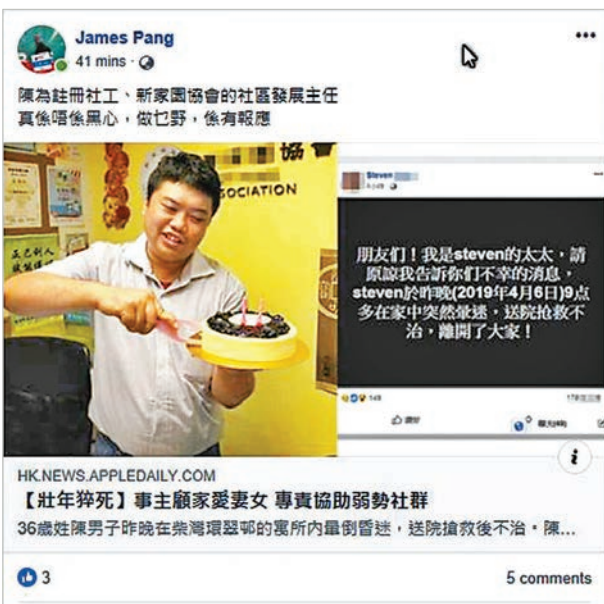 James Pang
41 mins ·
陳為註冊社工、新家園協會的社區發展主任
真係唔係黑心，做乜野，係有報應
協
SOCIATION
正己別人
Steven
朋友们！我是steven的太太，請
原諒我告訴你们不幸的消息，
steven於昨晚(2019年4月6日)9点
多在家中突然暈迷，送院抢救不
治，離開了大家！
149
HK.NEWS.APPLEDAILY.COM
【壯年猝死】事主顧家愛妻女 專責協助弱勢社群
36歲姓陳男子昨晚在柴灣環翠邨的寓所內暈倒昏迷，送院搶救後不治。陳...
3
5 comments